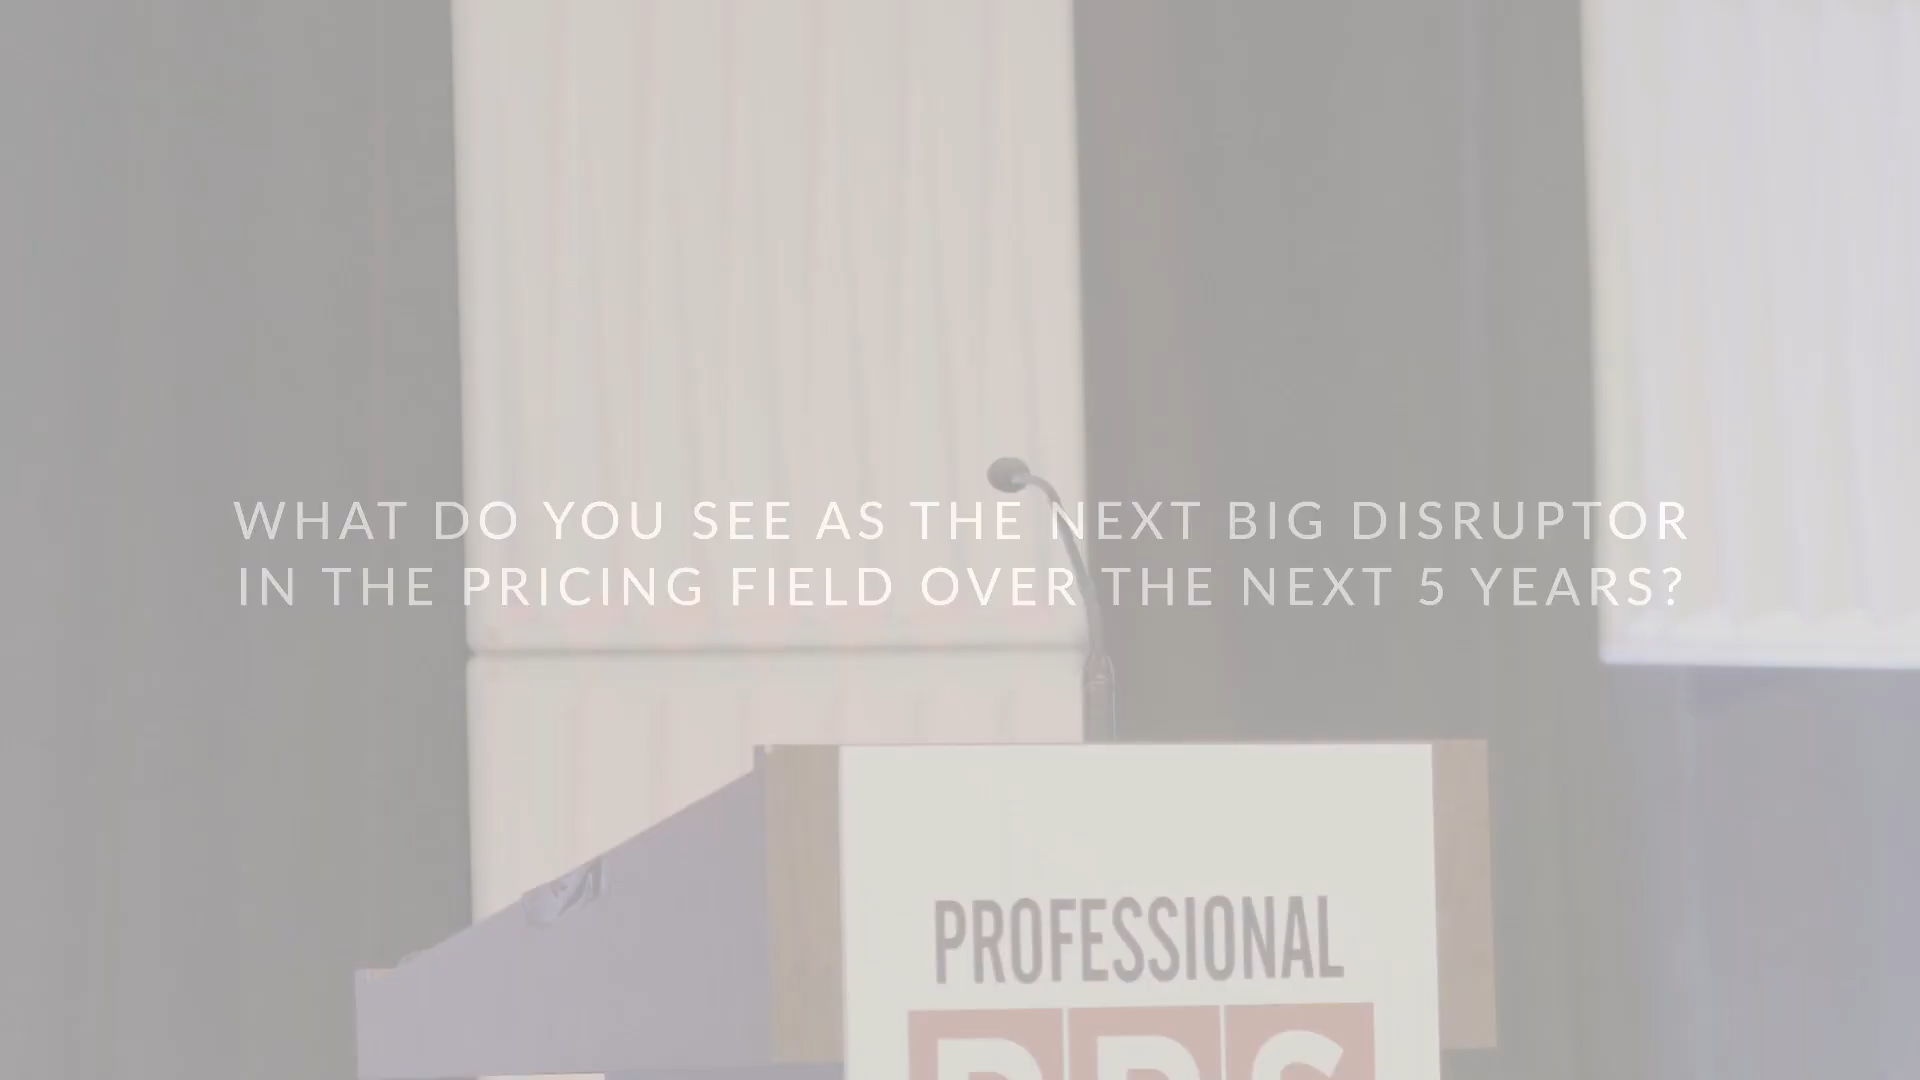 WHAT DO YOU SEE AS THE NEXT BIG DISRUPTOR
IN THE PRICING FIELD OVER THE NEXT 5 YEARS?
PROFESSIONAL
PPS